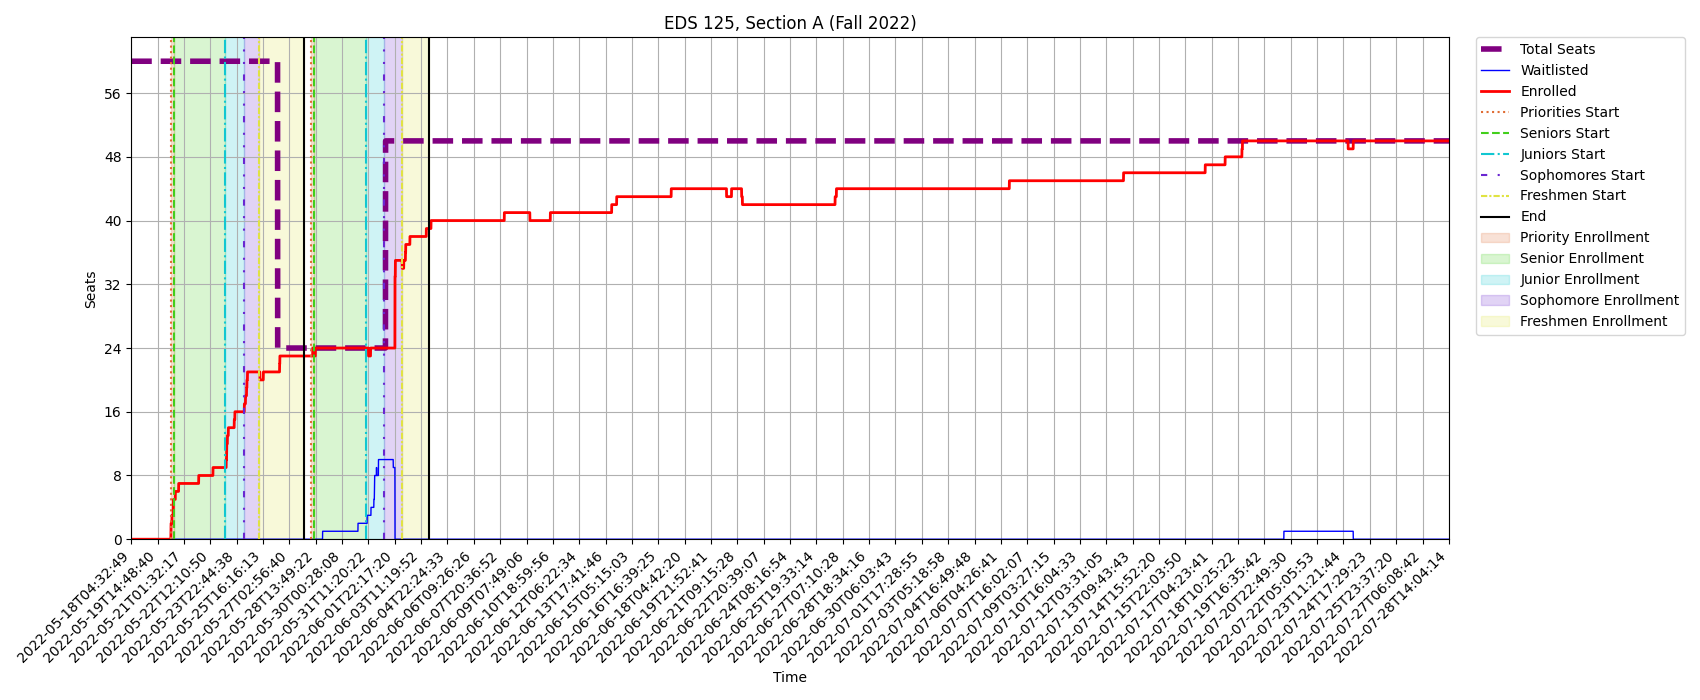 EDS 125, Section A (Fall 2022)
Total Seats
Waitlisted
Enrolled
Priorities Start
Seniors Start
Juniors Start
Sophomores Start
Freshmen Start
End
Priority Enrollment
Senior Enrollment
Junior Enrollment
Sophomore Enrollment
Freshmen Enrollment
Seats
56
48
40
32
24
16
8
0
2022-05-18T04:32:49
2022-05-19T14:48:40
2022-05-21T01:32:17
2022-05-22T12:10:50
2022-05-23T22:44:38
2022-05-25T16:16:13
2022-05-27T02:56:40
2022-05-28T13:49:22
2022-05-30T00:28:08
2022-05-31T11:20:22
2022-06-01T22:17:20
2022-06-03T11:19:52
2022-06-04T22:24:33
2022-06-06T09:26:26
2022-06-07T20:36:52
2022-06-09T07:49:06
2022-06-10T18:59:56
2022-06-12T06:22:34
2022-06-13T17:41:46
2022-06-15T05:15:03
2022-06-16T16:39:25
2022-06-18T04:42:20
2022-06-19T21:52:41
2022-06-21T09:15:28
2022-06-22T20:39:07
2022-06-24T08:16:54
2022-06-25T19:33:14
2022-06-27T07:10:28
2022-06-28T18:34:16
2022-06-30T06:03:43
2022-07-01T17:28:55
2022-07-03T05:18:58
2022-07-04T16:49:48
2022-07-06T04:26:41
2022-07-07T16:02:07
2022-07-09T03:27:15
2022-07-10T16:04:33
2022-07-12T03:31:05
2022-07-13T09:43:43
2022-07-14T15:52:20
2022-07-15T22:03:50
2022-07-17T04:23:41
2022-07-18T10:25:22
2022-07-19T16:35:42
2022-07-20T22:49:30
2022-07-22T05:05:53
2022-07-23T11:21:44
2022-07-24T17:29:23
2022-07-25T23:37:20
2022-07-27T06:08:42
2022-07-28T14:04:14
Time